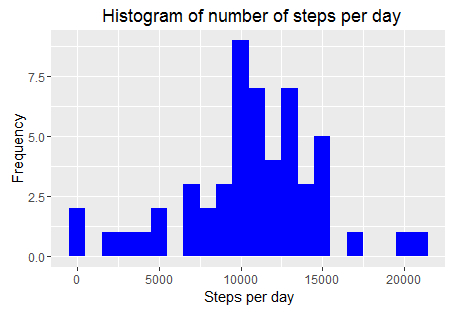 Histogram of number of steps per day
7.5
5.0
2.5
0.0
Frequency
0 5000 10000 15000 20000
Steps per day